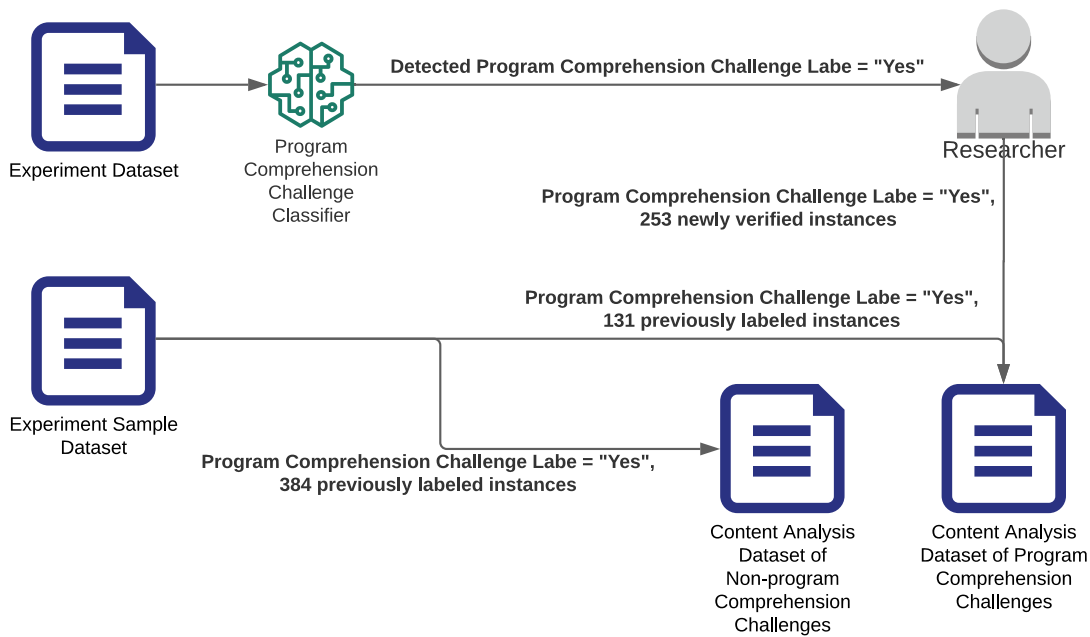 Detected Program Comprehension Challenge Labe = "Yes"
Experiment Dataset
Program
Comprehension
Challenge
Classifier
Researcher
Program Comprehension Challenge Labe = "Yes",
253 newly verified instances
Program Comprehension Challenge Labe = "Yes",
131 previously labeled instances
Experiment Sample
Dataset
Program Comprehension Challenge Labe = "Yes",
384 previously labeled instances
Content Analysis
Dataset of
Non-program
Comprehension
Challenges
Content Analysis
Dataset of Program
Comprehension
Challenges